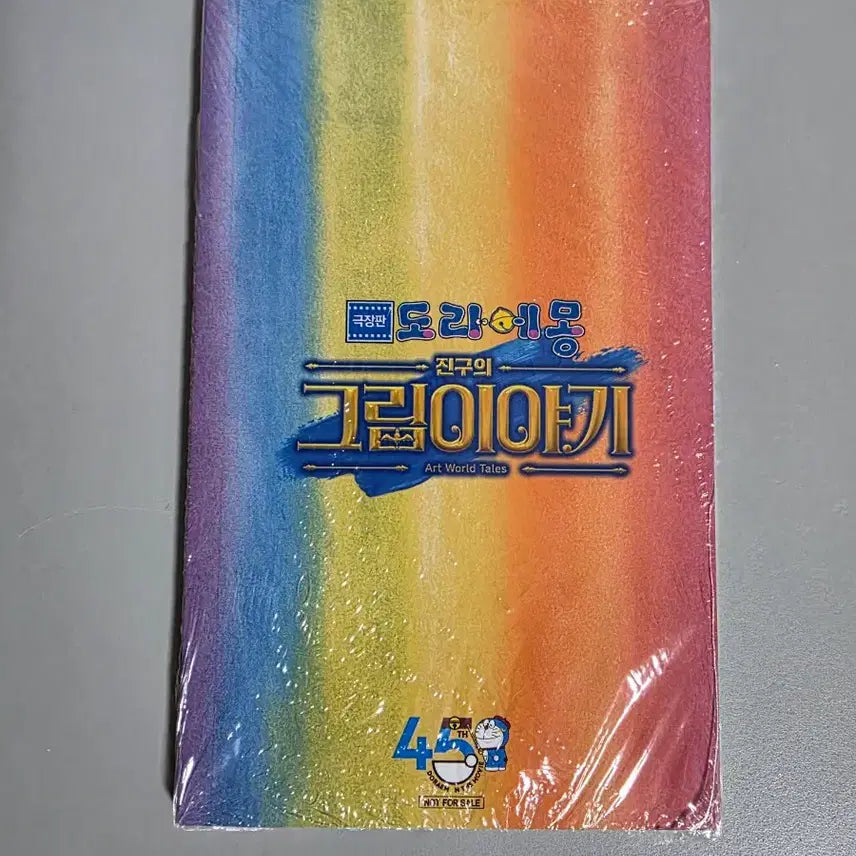 극장판 도라에몽
진구의
그림이야기
Art World Tales
45TH
NOT FOR SALE